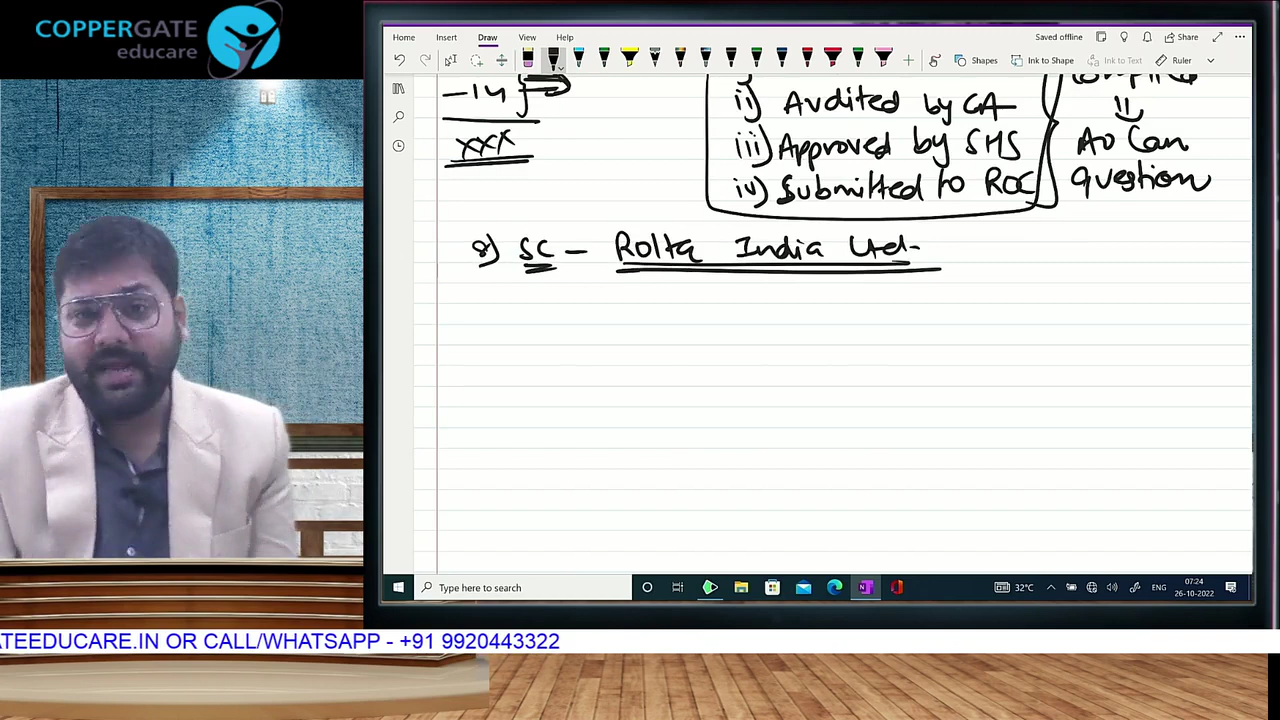 COPPERGATE
educare
Home Insert Draw View Help
Saved offline
Share
Shapes
Ink to Shape
Ink to Text
Ruler
-14
XXX
ii) Audited by CA
iii) Approved by SHS
iv) Submitted to ROC
AO Can
question
8) SC - Rolta India Ltd.
Type here to search
32°C
ENG
07:24
26-10-2022
ATEEDUCARE.IN OR CALL/WHATSAPP - +91 9920443322